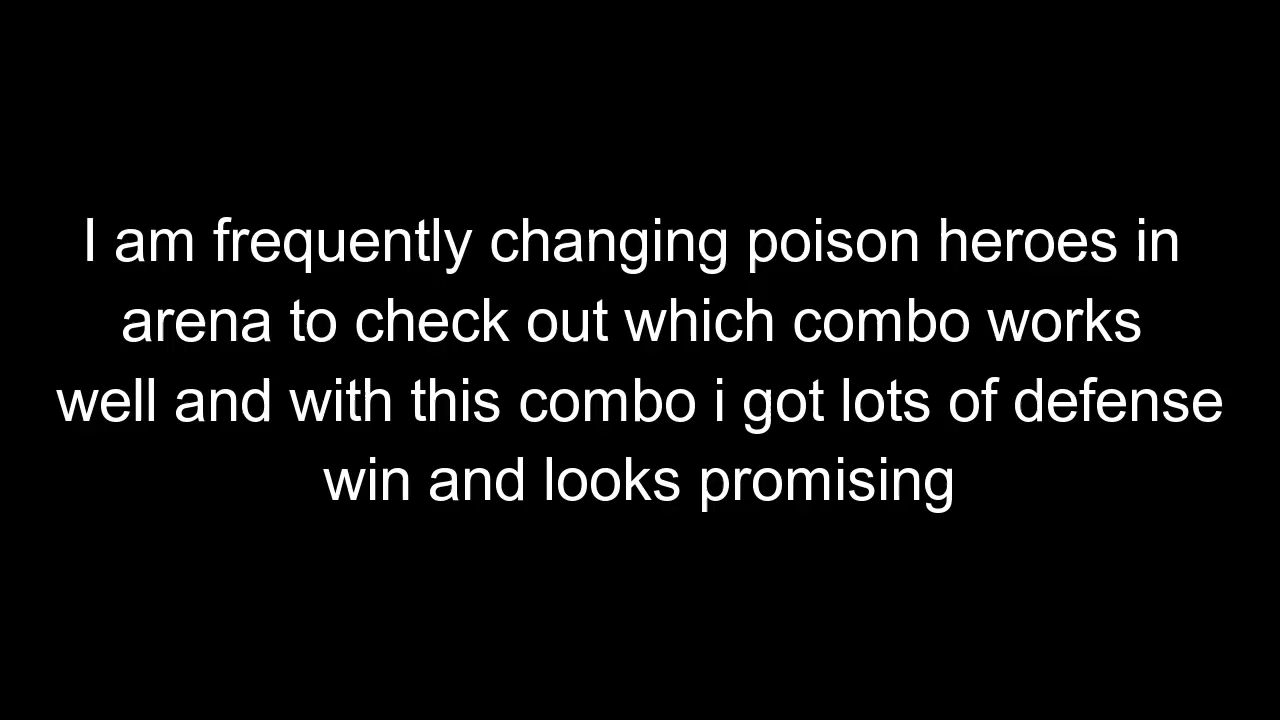 I am frequently changing poison heroes in
arena to check out which combo works
well and with this combo i got lots of defense
win and looks promising